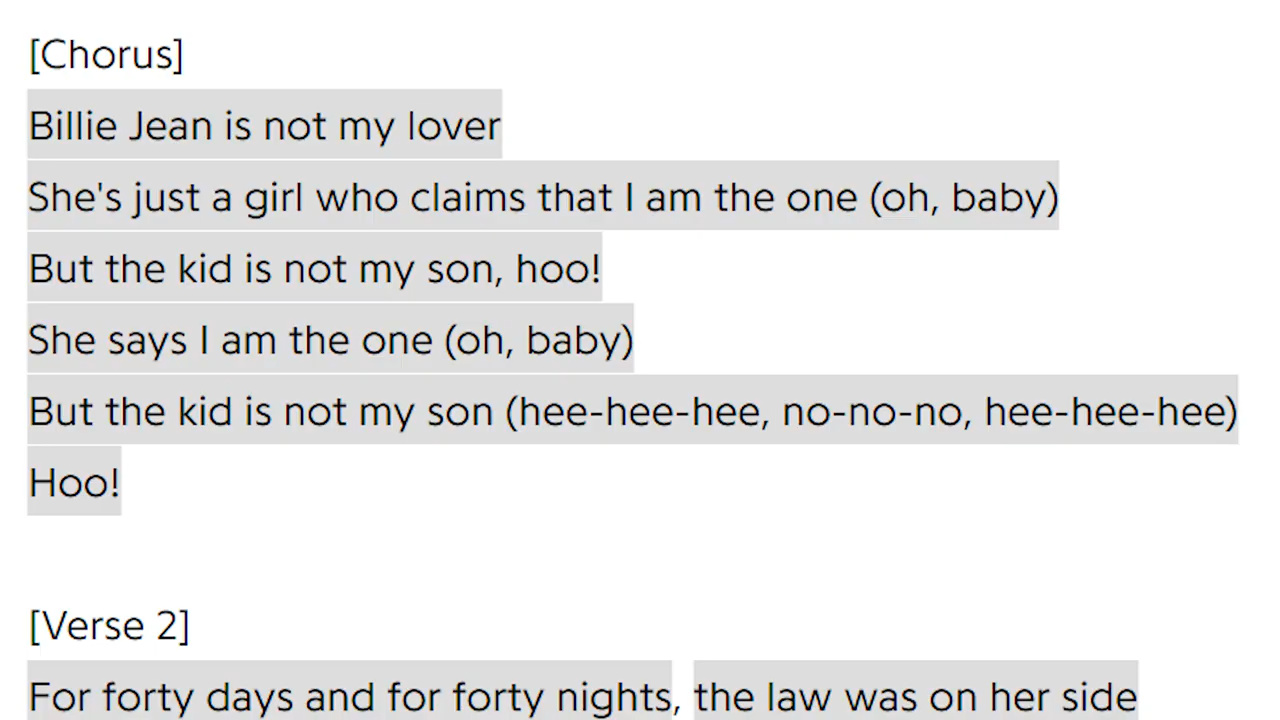 [Chorus]
Billie Jean is not my lover
She's just a girl who claims that I am the one (oh, baby)
But the kid is not my son, hoo!
She says I am the one (oh, baby)
But the kid is not my son (hee-hee-hee, no-no-no, hee-hee-hee)
Hoo!
[Verse 2]
For forty days and for forty nights, the law was on her side